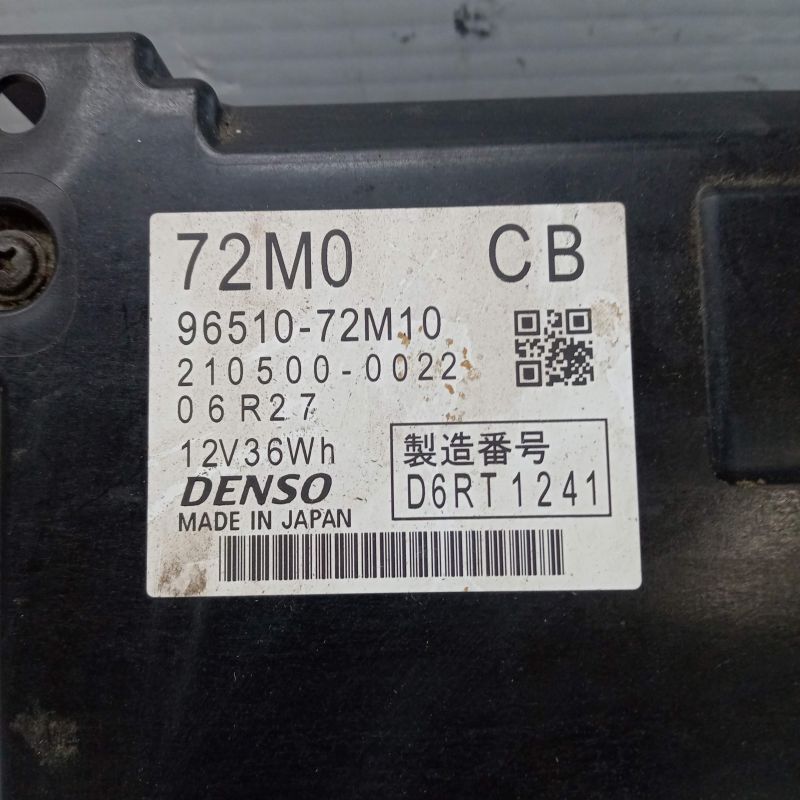 72M0 CB
96510-72M10
210500-0022
06R27
12V36Wh
製造番号
DENSO
D6RT1241
MADE IN JAPAN